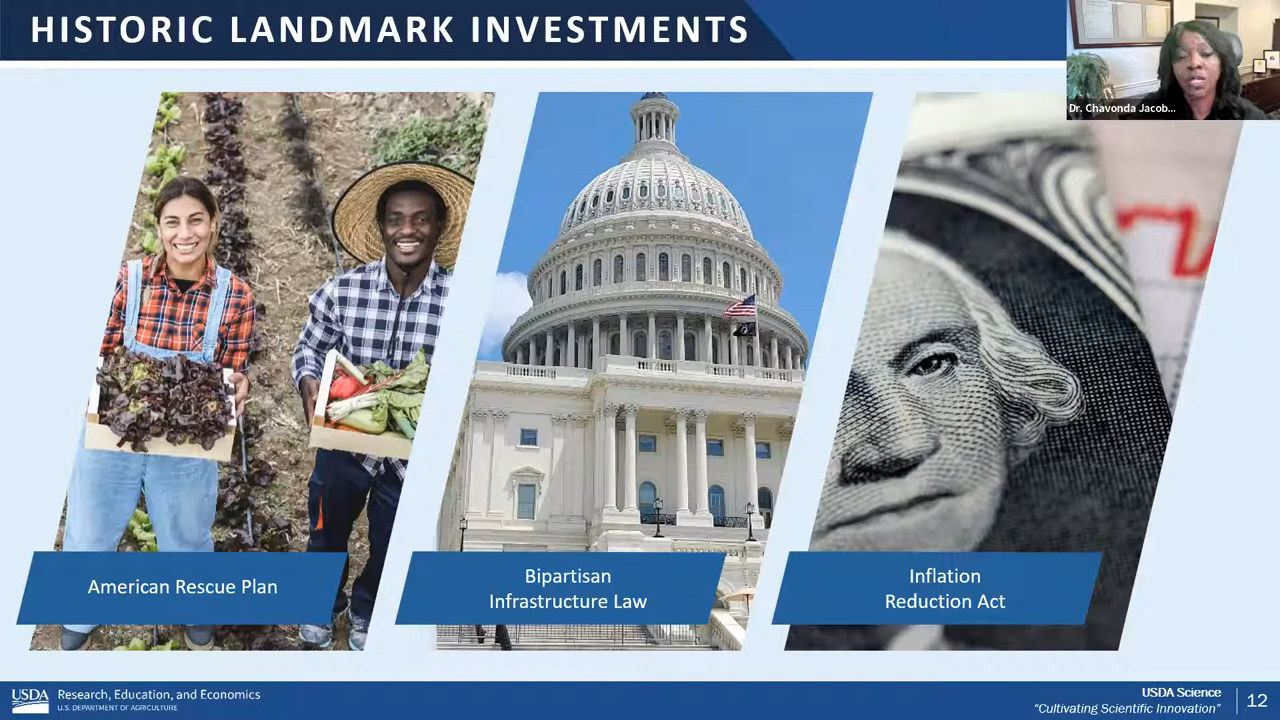 HISTORIC LANDMARK INVESTMENTS
Dr. Chavonda Jacob...
American Rescue Plan
Bipartisan
Infrastructure Law
Inflation
Reduction Act
USDA
Research, Education, and Economics
U.S. DEPARTMENT OF AGRICULTURE
USDA Science
“Cultivating Scientific Innovation”
12